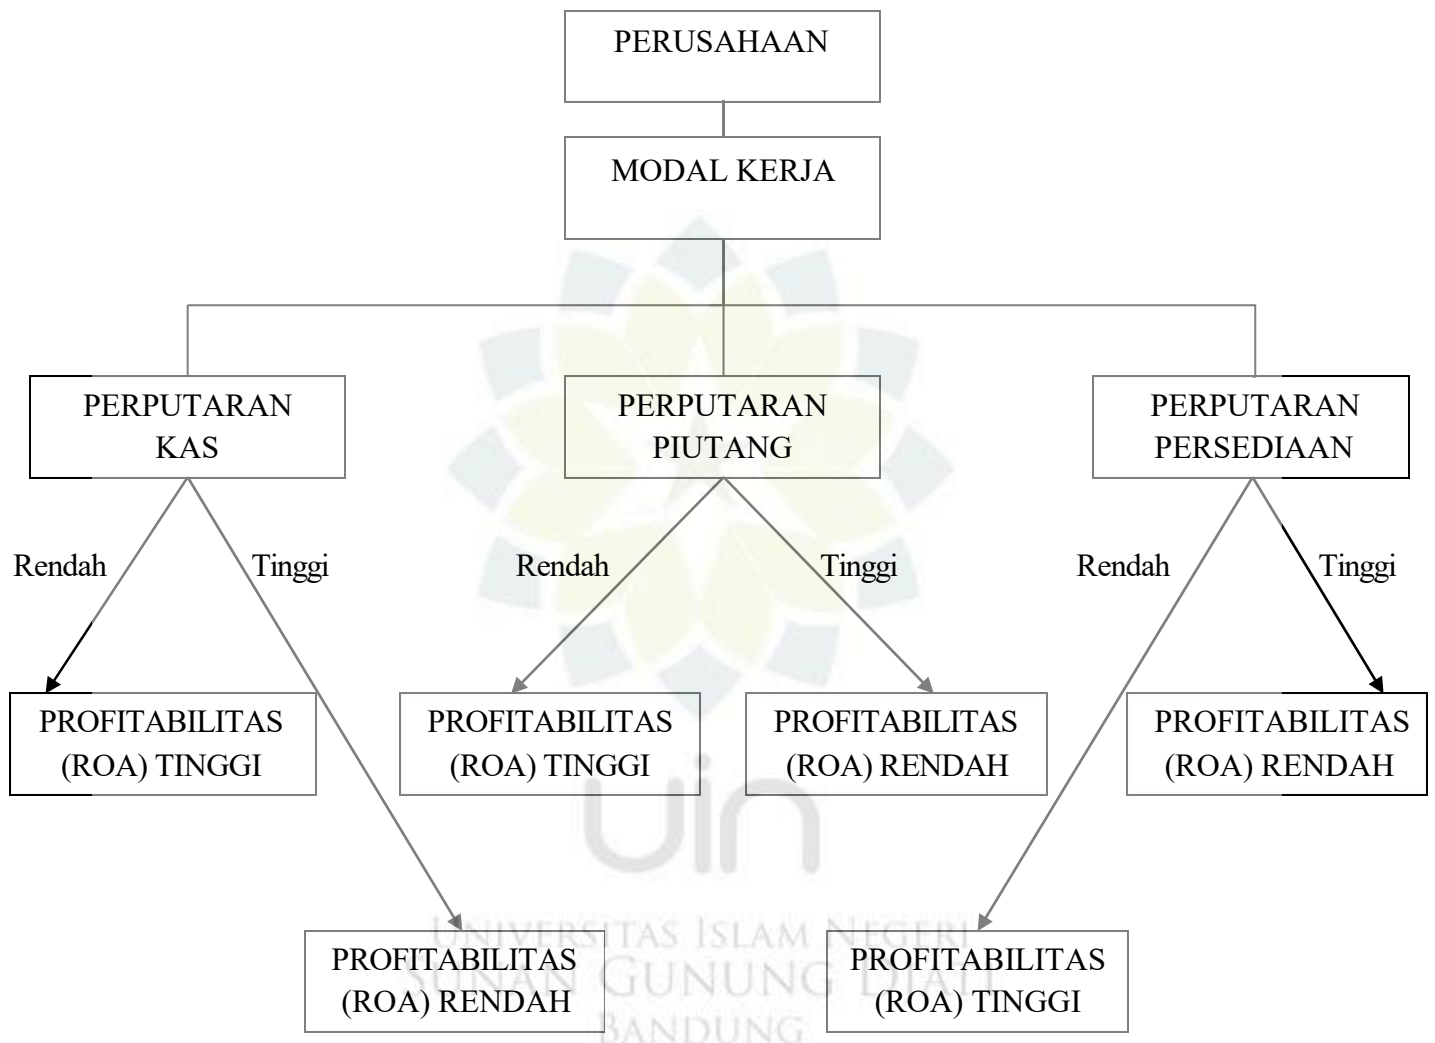 PERUSAHAAN
MODAL KERJA
PERPUTARAN
KAS
PERPUTARAN
PIUTANG
PERPUTARAN
PERSEDIAAN
Rendah
Tinggi
Rendah
Tinggi
Rendah
Tinggi
PROFITABILITAS
(ROA) TINGGI
PROFITABILITAS
(ROA) TINGGI
PROFITABILITAS
(ROA) RENDAH
PROFITABILITAS
(ROA) RENDAH
uin
UNIVERSITAS ISLAM NEGERI
SUNAN GUNUNG DJATI
BANDUNG
PROFITABILITAS
(ROA) RENDAH
PROFITABILITAS
(ROA) TINGGI